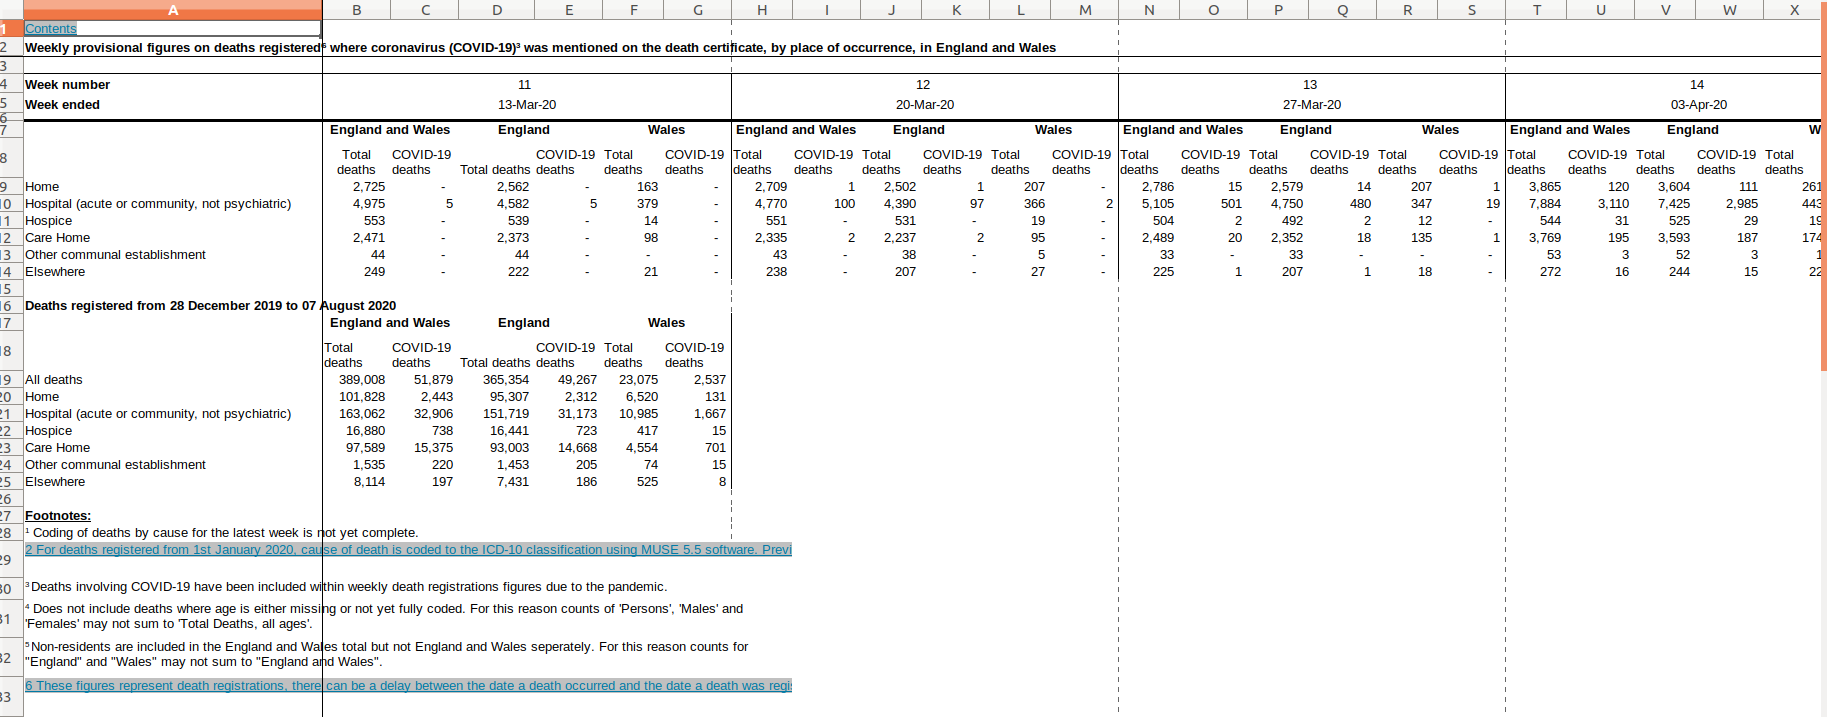 A B C D E F G H I J K L M N O P Q R S T U V W X
1 Contents
2 Weekly provisional figures on deaths registered⁶ where coronavirus (COVID-19)³ was mentioned on the death certificate, by place of occurrence, in England and Wales
3
4 Week number 11 12 13 14
5 Week ended 13-Mar-20 20-Mar-20 27-Mar-20 03-Apr-20
6
7 England and Wales England Wales England and Wales England Wales England and Wales England Wales England and Wales England W
8 Total deaths COVID-19 deaths Total deaths COVID-19 deaths Total deaths COVID-19 deaths Total deaths COVID-19 deaths Total deaths COVID-19 deaths Total deaths COVID-19 deaths Total deaths COVID-19 deaths Total deaths COVID-19 deaths Total deaths COVID-19 deaths Total deaths COVID-19 deaths Total deaths COVID-19 deaths Total deaths
9 Home 2,725 - 2,562 - 163 - 2,709 1 2,502 1 207 - 2,786 15 2,579 14 207 1 3,865 120 3,604 111 261
10 Hospital (acute or community, not psychiatric) 4,975 5 4,582 5 379 - 4,770 100 4,390 97 366 2 5,105 501 4,750 480 347 19 7,884 3,110 7,425 2,985 443
11 Hospice 553 - 539 - 14 - 551 - 531 - 19 - 504 2 492 2 12 - 544 31 525 29 19
12 Care Home 2,471 - 2,373 - 98 - 2,335 2 2,237 2 95 - 2,489 20 2,352 18 135 1 3,769 195 3,593 187 174
13 Other communal establishment 44 - 44 - - - 43 - 38 - 5 - 33 - 33 - - - 53 3 52 3 1
14 Elsewhere 249 - 222 - 21 - 238 - 207 - 27 - 225 1 207 1 18 - 272 16 244 15 22
15
16 Deaths registered from 28 December 2019 to 07 August 2020
17 England and Wales England Wales
18 Total deaths COVID-19 deaths Total deaths COVID-19 deaths Total deaths COVID-19 deaths
19 All deaths 389,008 51,879 365,354 49,267 23,075 2,537
20 Home 101,828 2,443 95,307 2,312 6,520 131
21 Hospital (acute or community, not psychiatric) 163,062 32,906 151,719 31,173 10,985 1,667
22 Hospice 16,880 738 16,441 723 417 15
23 Care Home 97,589 15,375 93,003 14,668 4,554 701
24 Other communal establishment 1,535 220 1,453 205 74 15
25 Elsewhere 8,114 197 7,431 186 525 8
26
27 Footnotes:
28 ¹ Coding of deaths by cause for the latest week is not yet complete.
29 2 For deaths registered from 1st January 2020, cause of death is coded to the ICD-10 classification using MUSE 5.5 software. Previ
30 ³ Deaths involving COVID-19 have been included within weekly death registrations figures due to the pandemic.
31 ⁴ Does not include deaths where age is either missing or not yet fully coded. For this reason counts of 'Persons', 'Males' and
'Females' may not sum to 'Total Deaths, all ages'.
32 ⁵ Non-residents are included in the England and Wales total but not England and Wales seperately. For this reason counts for
"England" and "Wales" may not sum to "England and Wales".
33 6 These figures represent death registrations, there can be a delay between the date a death occurred and the date a death was regis